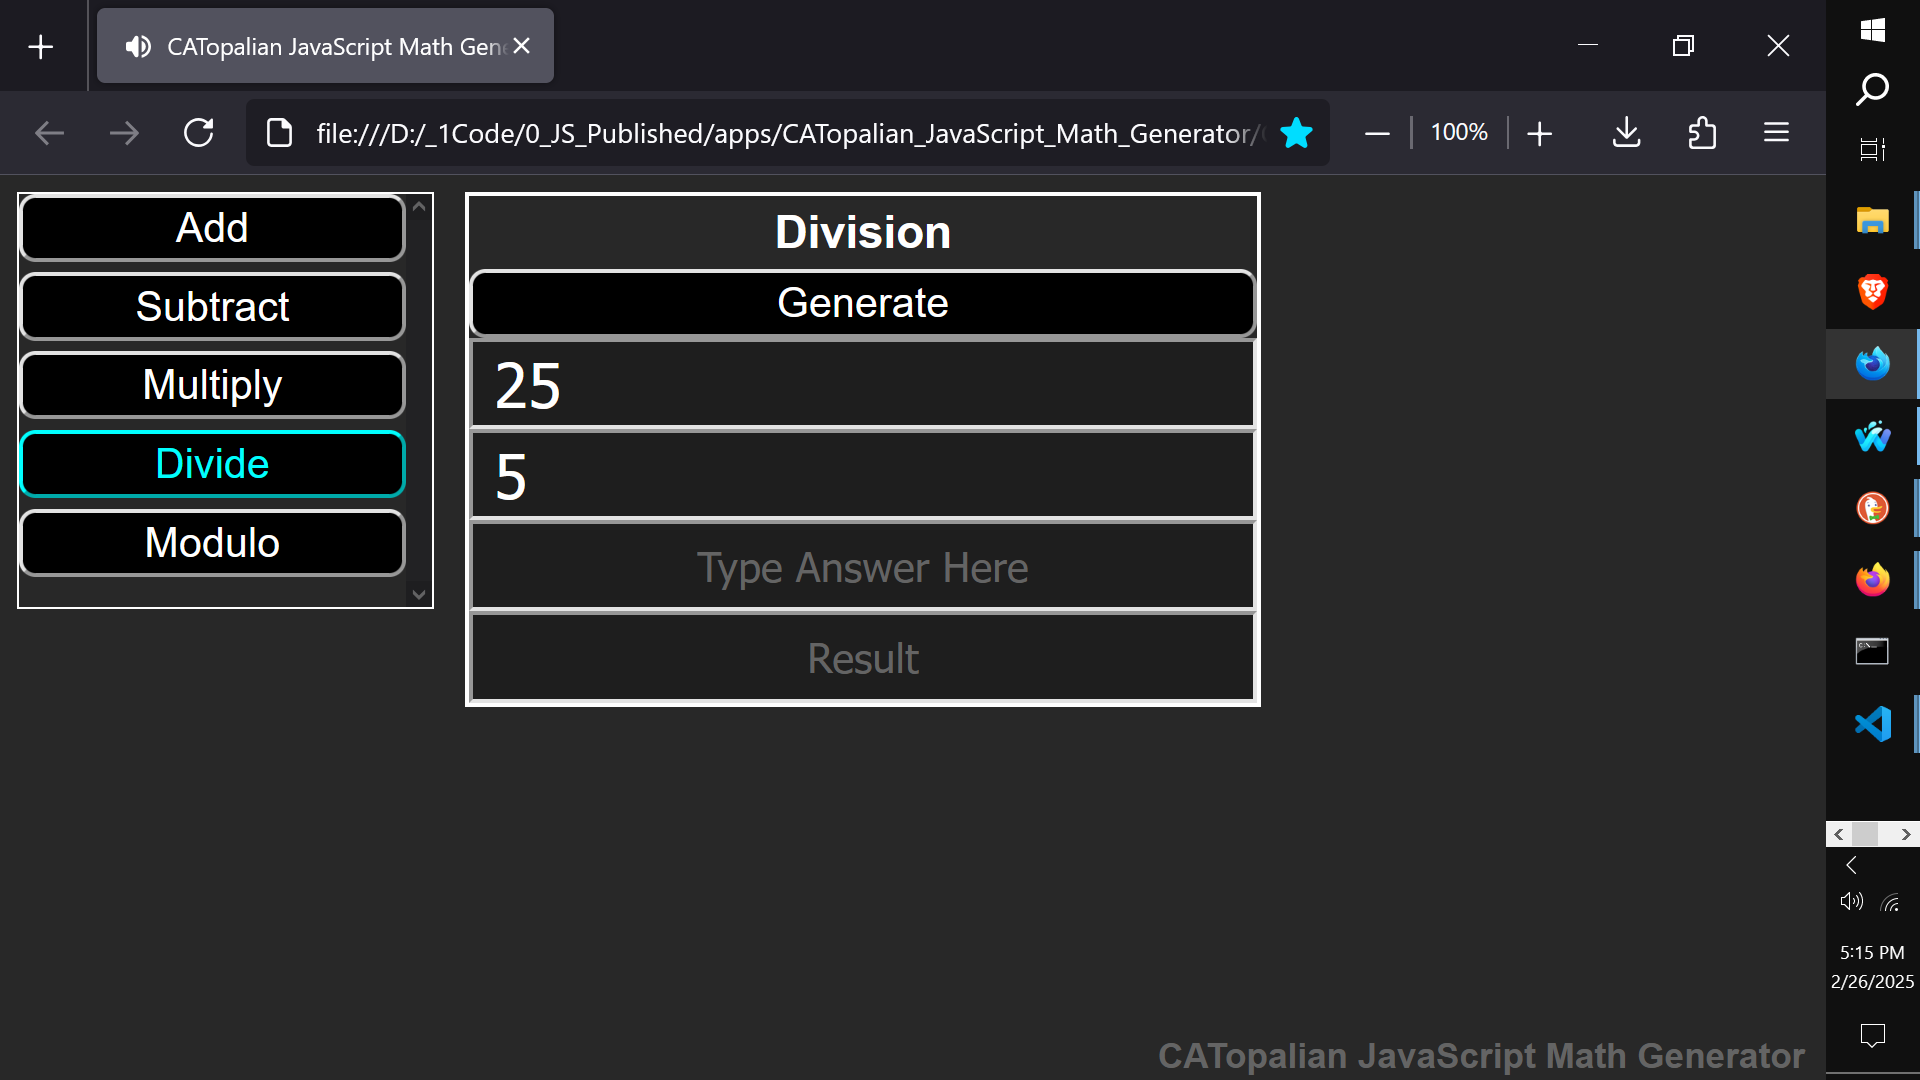 CATopalian JavaScript Math Gen
file:///D:/_1Code/0_JS_Published/apps/CATopalian_JavaScript_Math_Generator/
100%
Add
Subtract
Multiply
Divide
Modulo
Division
Generate
25
5
Type Answer Here
Result
5:15 PM
2/26/2025
CATopalian JavaScript Math Generator